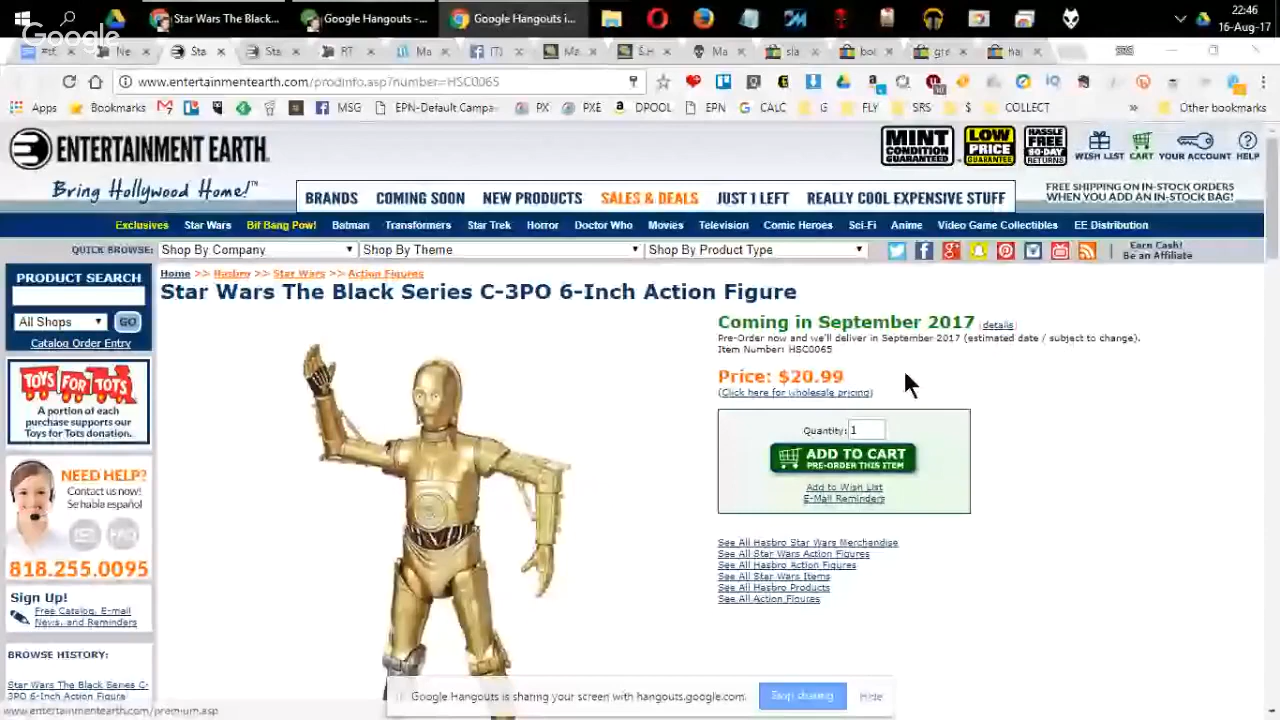 Star Wars The Black...
Google Hangouts -...
Google Hangouts i...
22:46
16-Aug-17
Google
Ne
Sta
Sta
RT
Ma
Ma
www.entertainmentearth.com/prodinfo.asp?number=HSC0065
Apps
Bookmarks
MSG
EPN-Default Campa
PX
PXE
DPOOL
EPN
CALC
G
FLY
SRS
$
COLLECT
»
Other bookmarks
ENTERTAINMENT EARTH
Bring Hollywood Home!™
MINT CONDITION GUARANTEED
LOW PRICE GUARANTEE
HASSLE FREE 90-DAY RETURNS
WISH LIST
CART
YOUR ACCOUNT
HELP
BRANDS
COMING SOON
NEW PRODUCTS
SALES & DEALS
JUST 1 LEFT
REALLY COOL EXPENSIVE STUFF
FREE SHIPPING ON IN-STOCK ORDERS
WHEN YOU ADD AN IN-STOCK BAG!
Exclusives
Star Wars
Bif Bang Pow!
Batman
Transformers
Star Trek
Horror
Doctor Who
Movies
Television
Comic Heroes
Sci-Fi
Anime
Video Game Collectibles
EE Distribution
QUICK BROWSE:
Shop By Company
Shop By Theme
Shop By Product Type
Earn Cash!
Be an Affiliate
PRODUCT SEARCH
All Shops
GO
Catalog Order Entry
TOYS FOR TOTS
A portion of each
purchase supports our
Toys for Tots donation.
NEED HELP?
Contact us now!
Se habla español
FAQ
818.255.0095
Sign Up!
Free Catalog, E-mail
News, and Reminders
BROWSE HISTORY:
Star Wars The Black Series C-
3PO 6-Inch Action Figure
Home >> Hasbro >> Star Wars >> Action Figures
Star Wars The Black Series C-3PO 6-Inch Action Figure
Coming in September 2017 (details)
Pre-Order now and we'll deliver in September 2017 (estimated date / subject to change).
Item Number: HSC0065
Price: $20.99
(Click here for wholesale pricing)
Quantity: 1
ADD TO CART
PRE-ORDER THIS ITEM
Add to Wish List
E-Mail Reminders
See All Hasbro Star Wars Merchandise
See All Star Wars Action Figures
See All Hasbro Action Figures
See All Star Wars Items
See All Hasbro Products
See All Action Figures
Google Hangouts is sharing your screen with hangouts.google.com.
Stop sharing
Hide
www.entertainmentearth.com/premium.asp